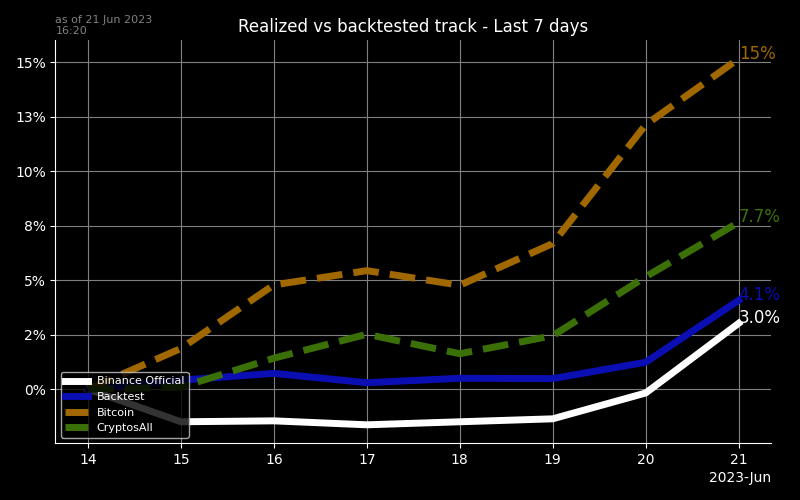 as of 21 Jun 2023
16:20
Realized vs backtested track - Last 7 days
15%
13%
10%
8%
5%
2%
0%
15%
7.7%
4.1%
3.0%
Binance Official
Backtest
Bitcoin
CryptosAll
14 15 16 17 18 19 20 21
2023-Jun